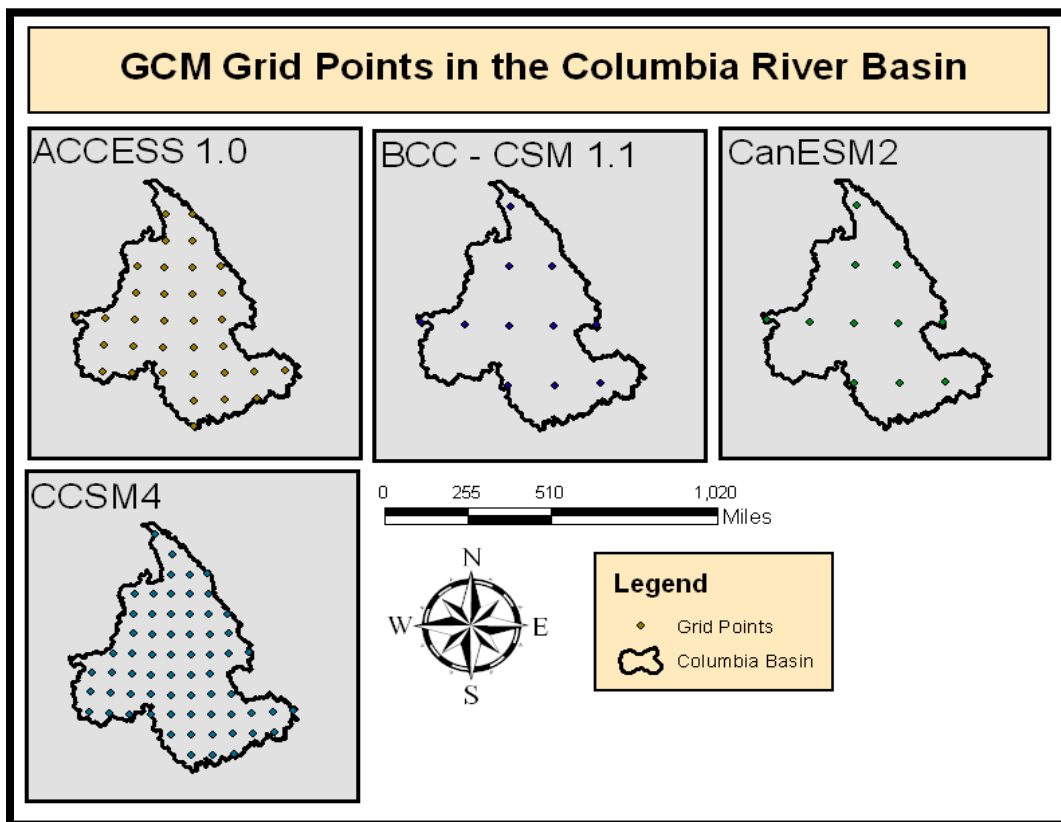 GCM Grid Points in the Columbia River Basin
ACCESS 1.0
BCC - CSM 1.1
CanESM2
CCSM4
0 255 510 1,020
Miles
N
W E
S
Legend
Grid Points
Columbia Basin